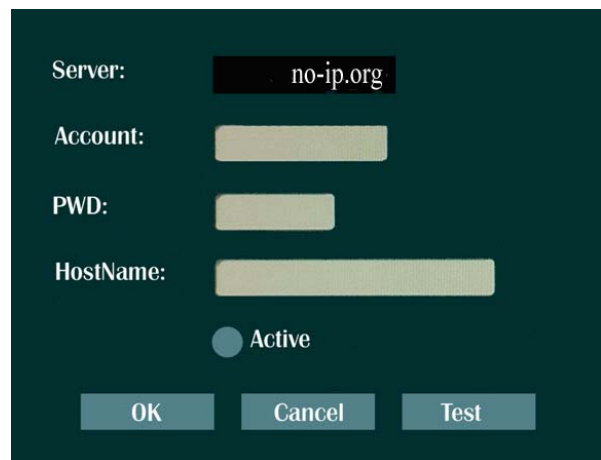 Server: no-ip.org
Account:
PWD:
HostName:
Active
OK Cancel Test